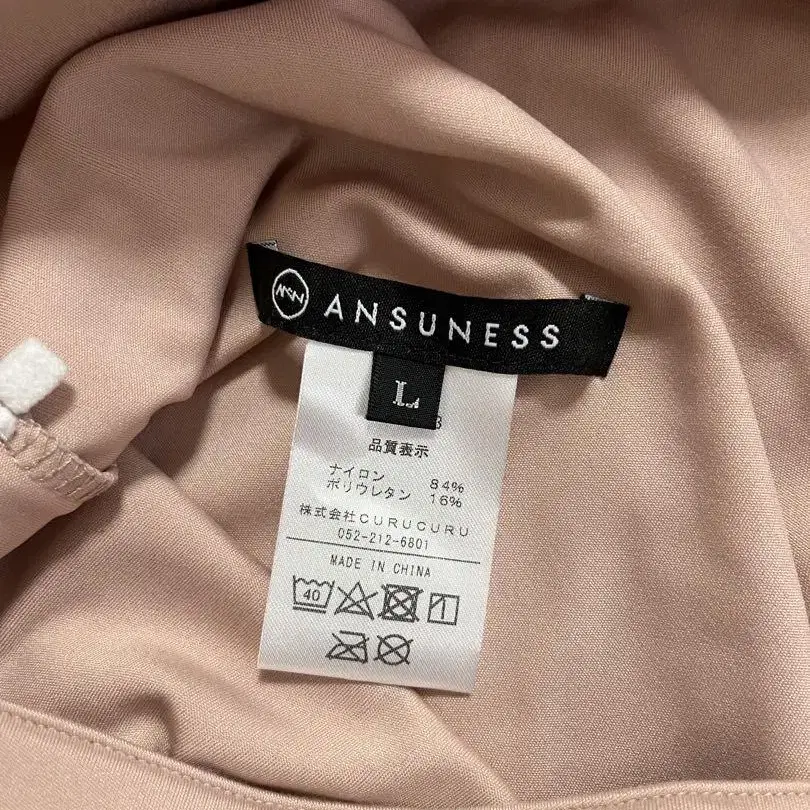 ANSUNESS
L
品質表示
ナイロン 84%
ポリウレタン 16%
株式会社CURUCURU
052-212-6801
MADE IN CHINA
40